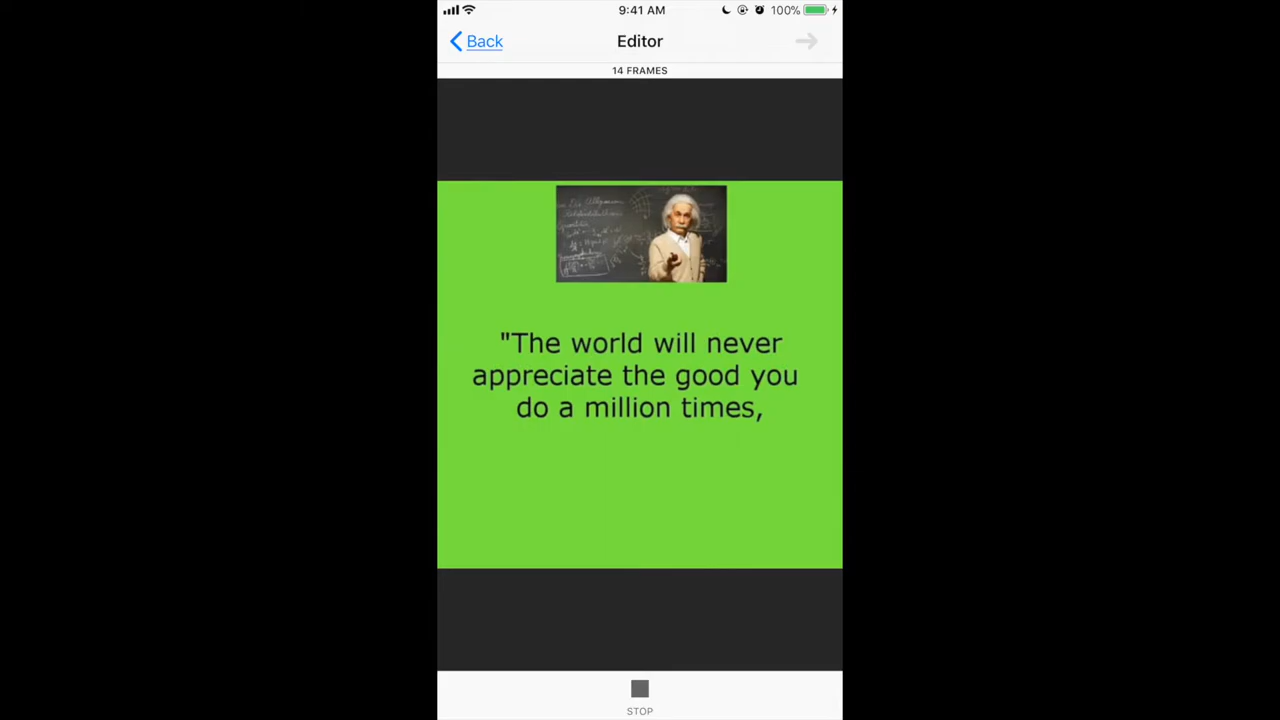 9:41 AM
100%
Back
Editor
14 FRAMES
"The world will never
appreciate the good you
do a million times,
STOP